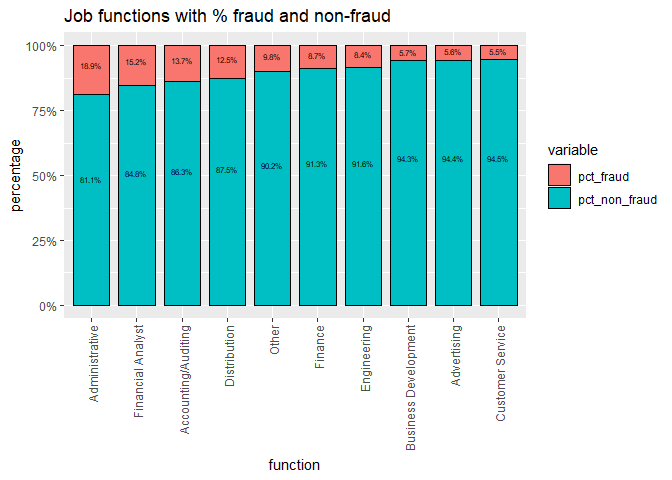 Job functions with % fraud and non-fraud
percentage
100%
75%
50%
25%
0%
18.9% 15.2% 13.7% 12.5% 9.8% 8.7% 8.4% 5.7% 5.6% 5.5%
81.1% 84.8% 86.3% 87.5% 90.2% 91.3% 91.6% 94.3% 94.4% 94.5%
Administrative
Financial Analyst
Accounting/Auditing
Distribution
Other
Finance
Engineering
Business Development
Advertising
Customer Service
function
variable
pct_fraud
pct_non_fraud